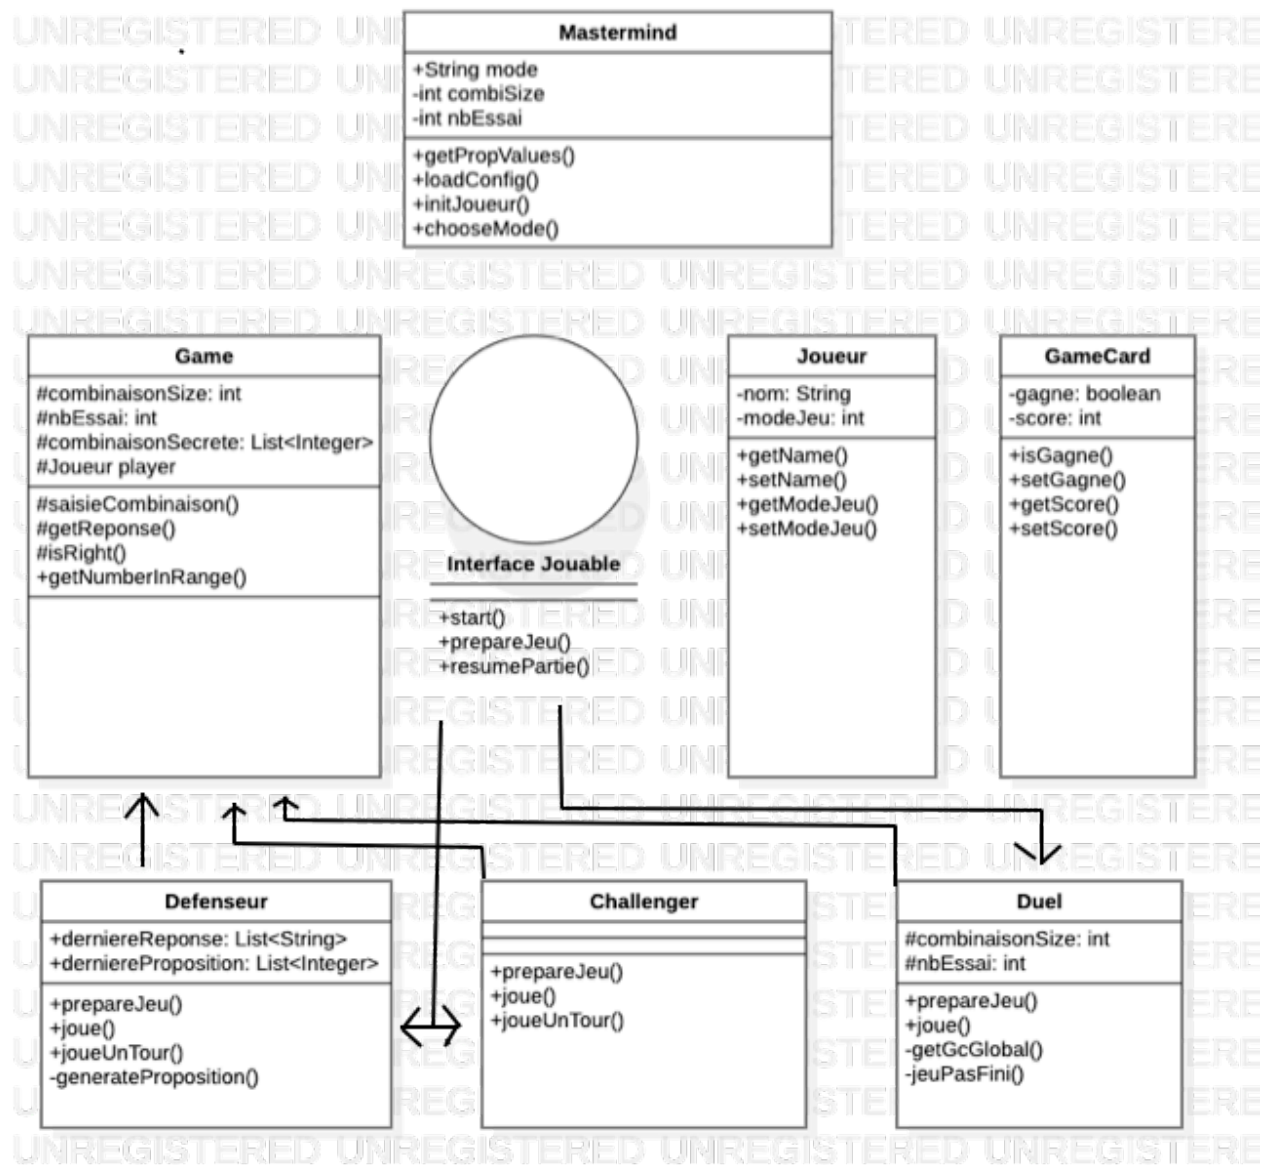 Mastermind
+String mode
-int combiSize
-int nbEssai
+getPropValues()
+loadConfig()
+initJoueur()
+chooseMode()
Game
#combinaisonSize: int
#nbEssai: int
#combinaisonSecrete: List<Integer>
#Joueur player
#saisieCombinaison()
#getReponse()
#isRight()
+getNumberInRange()
Interface Jouable
+start()
+prepareJeu()
+resumePartie()
Joueur
-nom: String
-modeJeu: int
+getName()
+setName()
+getModeJeu()
+setModeJeu()
GameCard
-gagne: boolean
-score: int
+isGagne()
+setGagne()
+getScore()
+setScore()
Defenseur
+derniereReponse: List<String>
+derniereProposition: List<Integer>
+prepareJeu()
+joue()
+joueUnTour()
-generateProposition()
Challenger
+prepareJeu()
+joue()
+joueUnTour()
Duel
#combinaisonSize: int
#nbEssai: int
+prepareJeu()
+joue()
-getGcGlobal()
-jeuPasFini()
UNREGISTERED